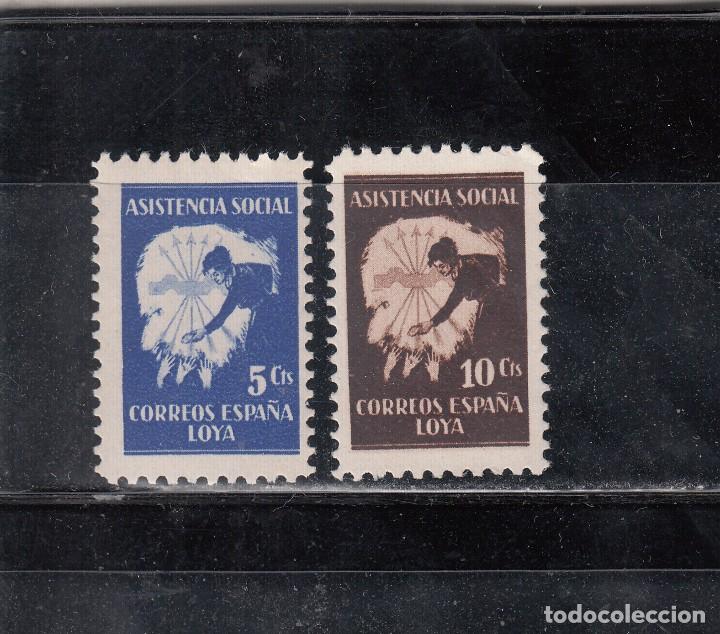 ASISTENCIA SOCIAL
5 Cts
CORREOS ESPAÑA
LOYA
ASISTENCIA SOCIAL
10 Cts
CORREOS ESPAÑA
LOYA
todocoleccion